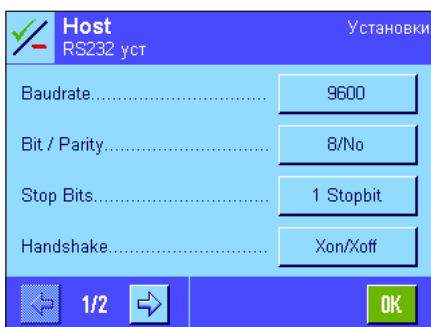 Host
Установки
RS232 уст
Baudrate.............................. 9600
Bit / Parity............................ 8/No
Stop Bits.............................. 1 Stopbit
Handshake........................... Xon/Xoff
1/2 OK